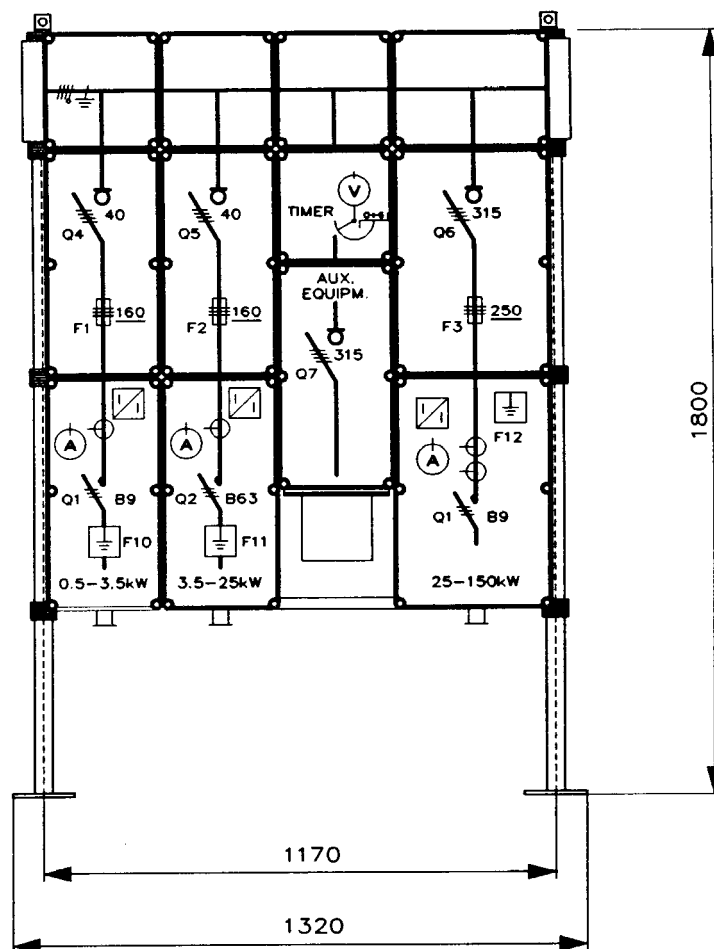 V
TIMER
0+6
40
Q4
40
Q5
315
Q6
AUX.
EQUIPM.
F1
160
F2
160
F3
250
315
Q7
1800
A
A
A
F12
Q1
B9
Q2
B63
Q1
B9
F10
F11
0.5-3.5kW
3.5-25kW
25-150kW
1170
1320